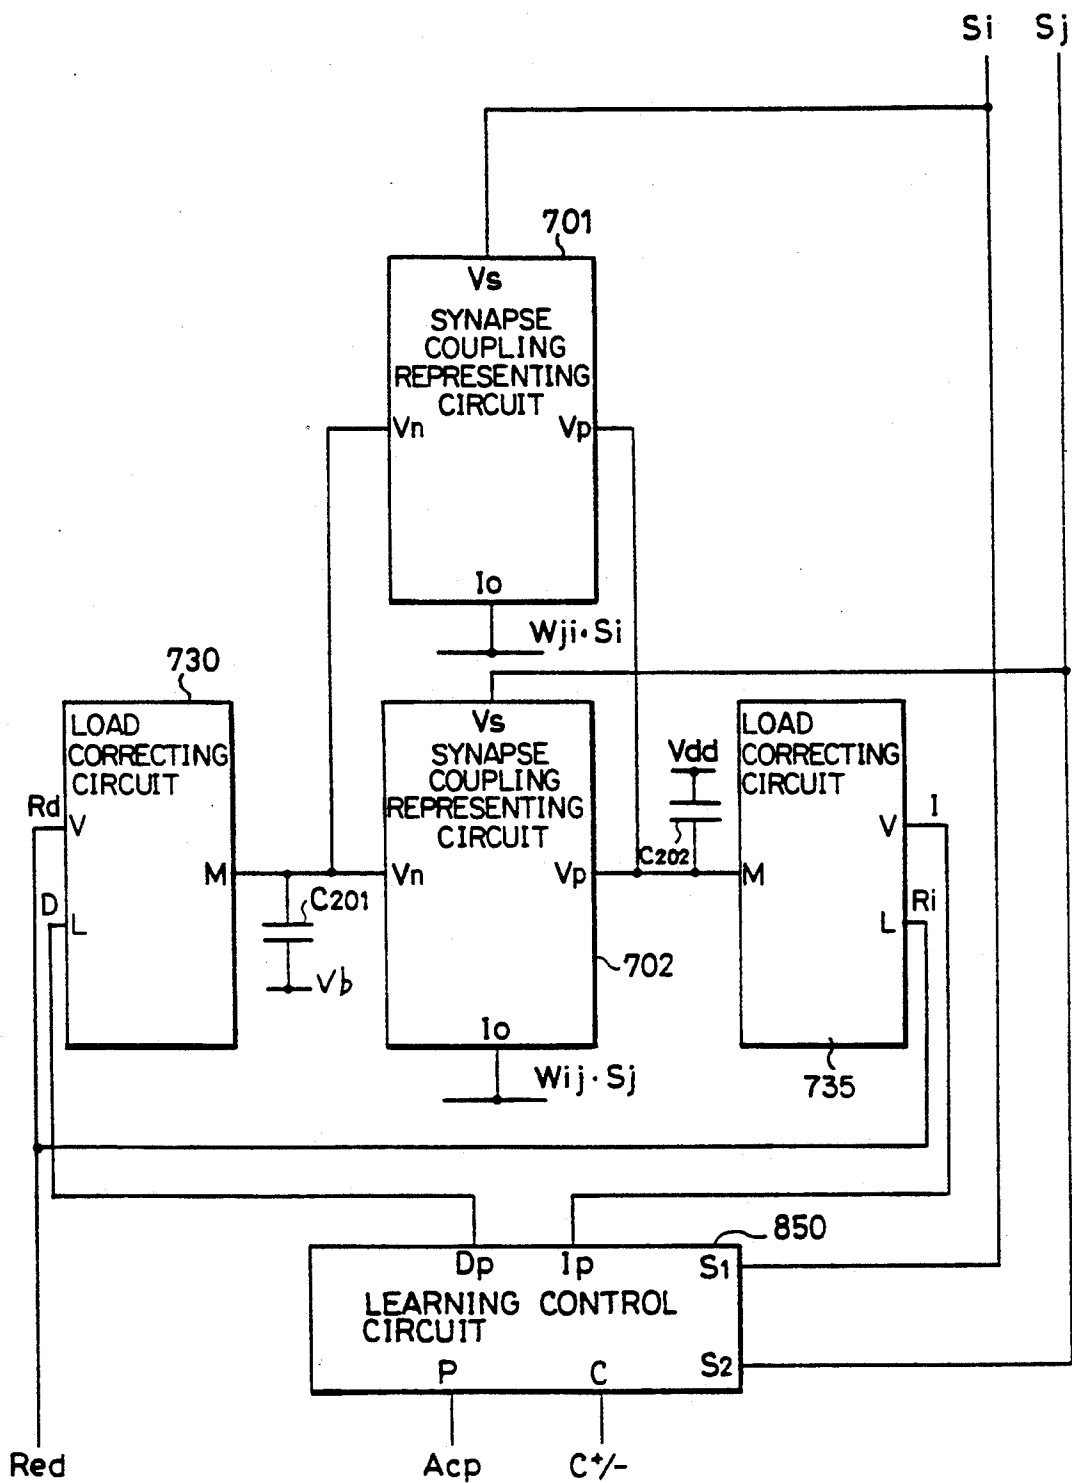 Si Sj
701
Vs
SYNAPSE
COUPLING
REPRESENTING
CIRCUIT
Vn Vp
Io
Wji·Si
730
LOAD
CORRECTING
CIRCUIT
Rd
V
M
D
L
C201
Vb
Vs
SYNAPSE
COUPLING
REPRESENTING
CIRCUIT
Vn Vp
702
Io
Wij·Sj
Vdd
C202
LOAD
CORRECTING
CIRCUIT
V
I
M
Ri
L
735
850
Dp Ip S1
LEARNING CONTROL
CIRCUIT
P C S2
Red Acp C+/-